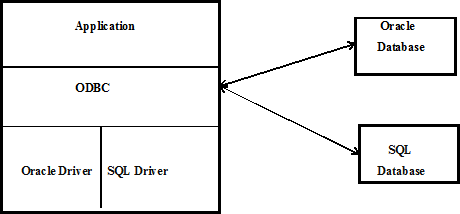 Application
ODBC
Oracle Driver
SQL Driver
Oracle
Database
SQL
Database